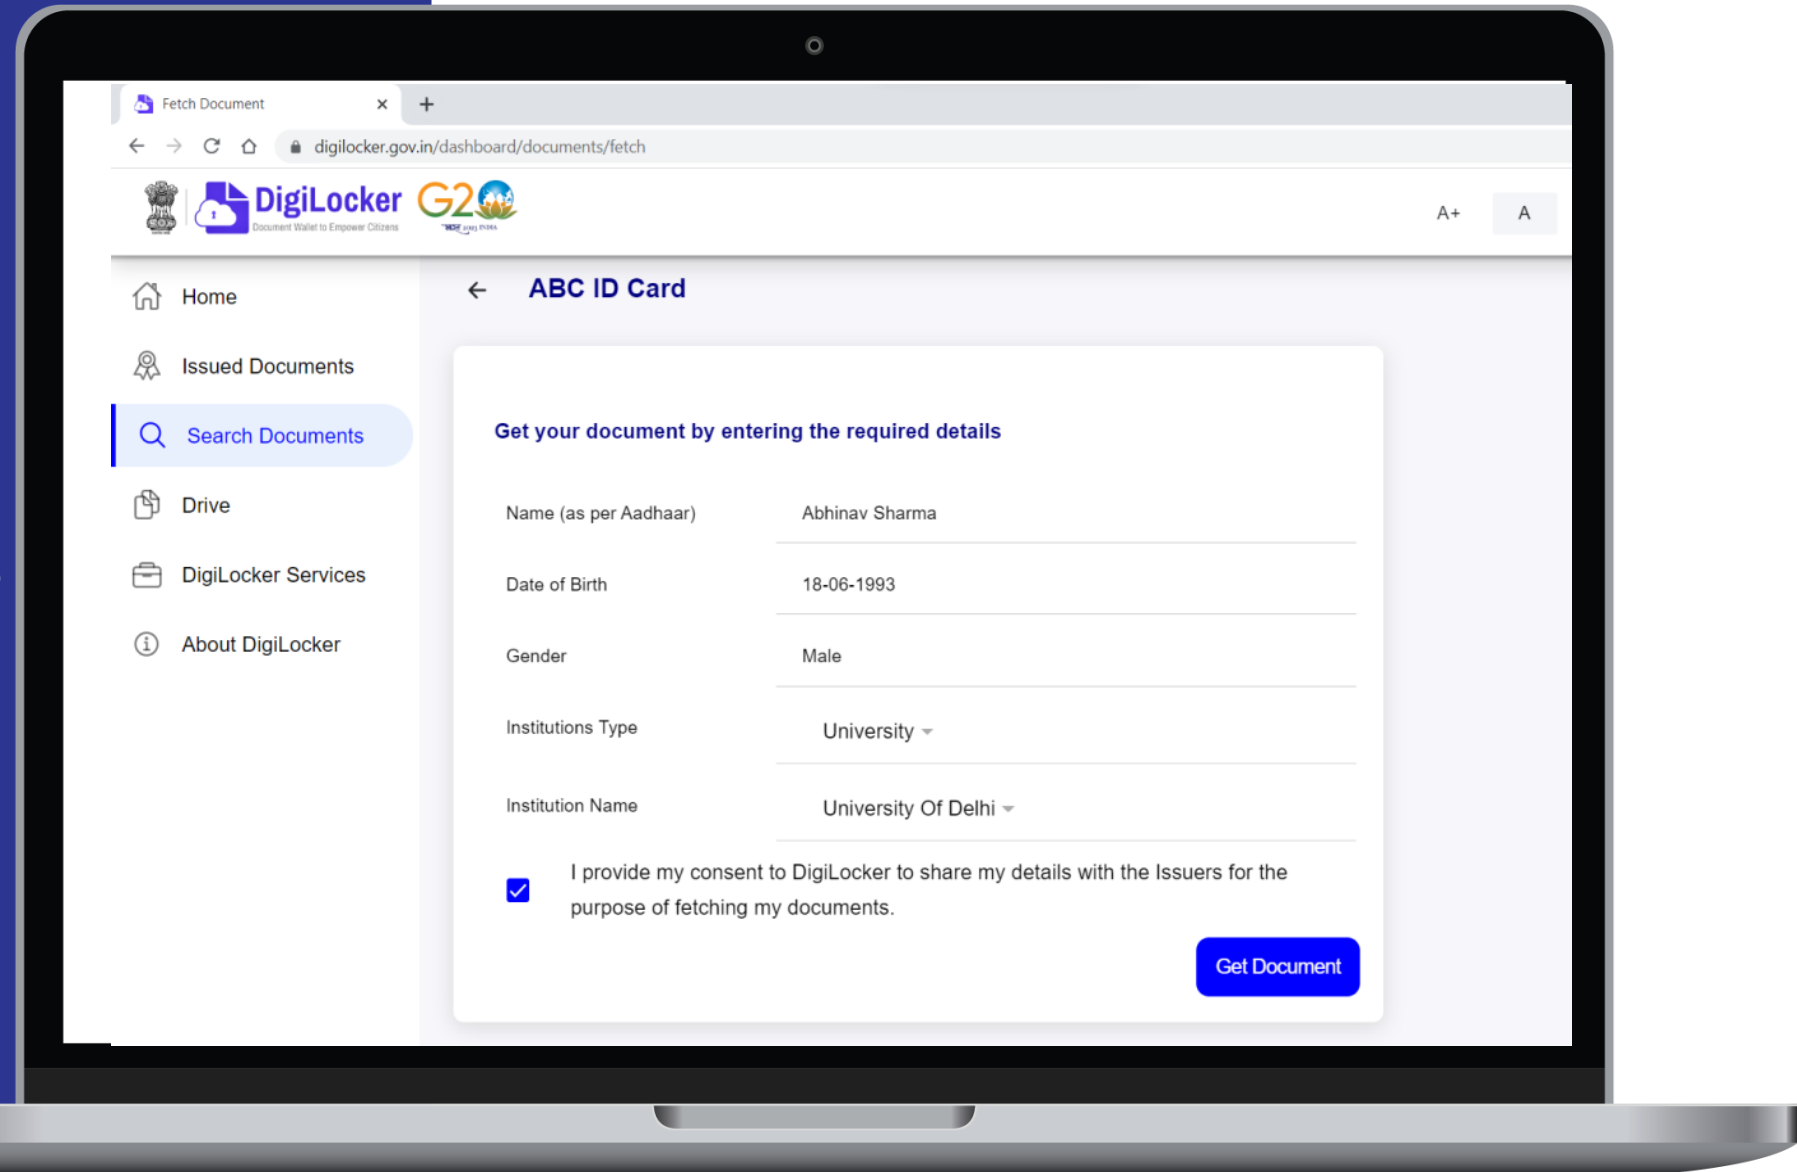 Fetch Document
digilocker.gov.in/dashboard/documents/fetch
DigiLocker
Document Wallet to Empower Citizens
G20
भारत 2023 INDIA
A+ A
Home
Issued Documents
Search Documents
Drive
DigiLocker Services
About DigiLocker
ABC ID Card
Get your document by entering the required details
Name (as per Aadhaar) Abhinav Sharma
Date of Birth 18-06-1993
Gender Male
Institutions Type University
Institution Name University Of Delhi
I provide my consent to DigiLocker to share my details with the Issuers for the
purpose of fetching my documents.
Get Document